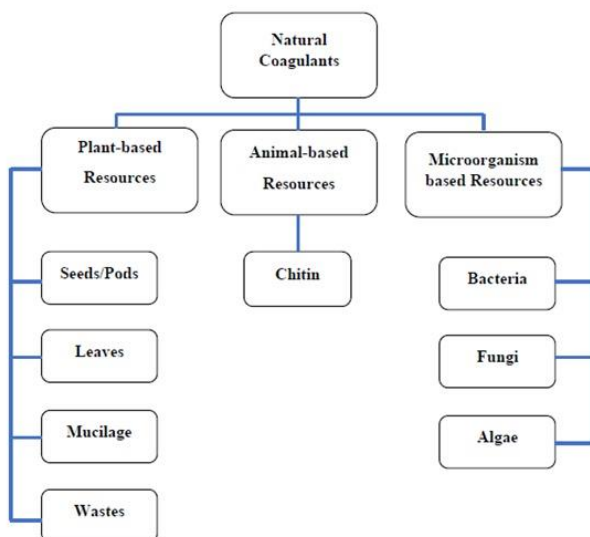 Natural
Coagulants
Plant-based
Resources
Animal-based
Resources
Microorganism
based Resources
Seeds/Pods
Leaves
Mucilage
Wastes
Chitin
Bacteria
Fungi
Algae